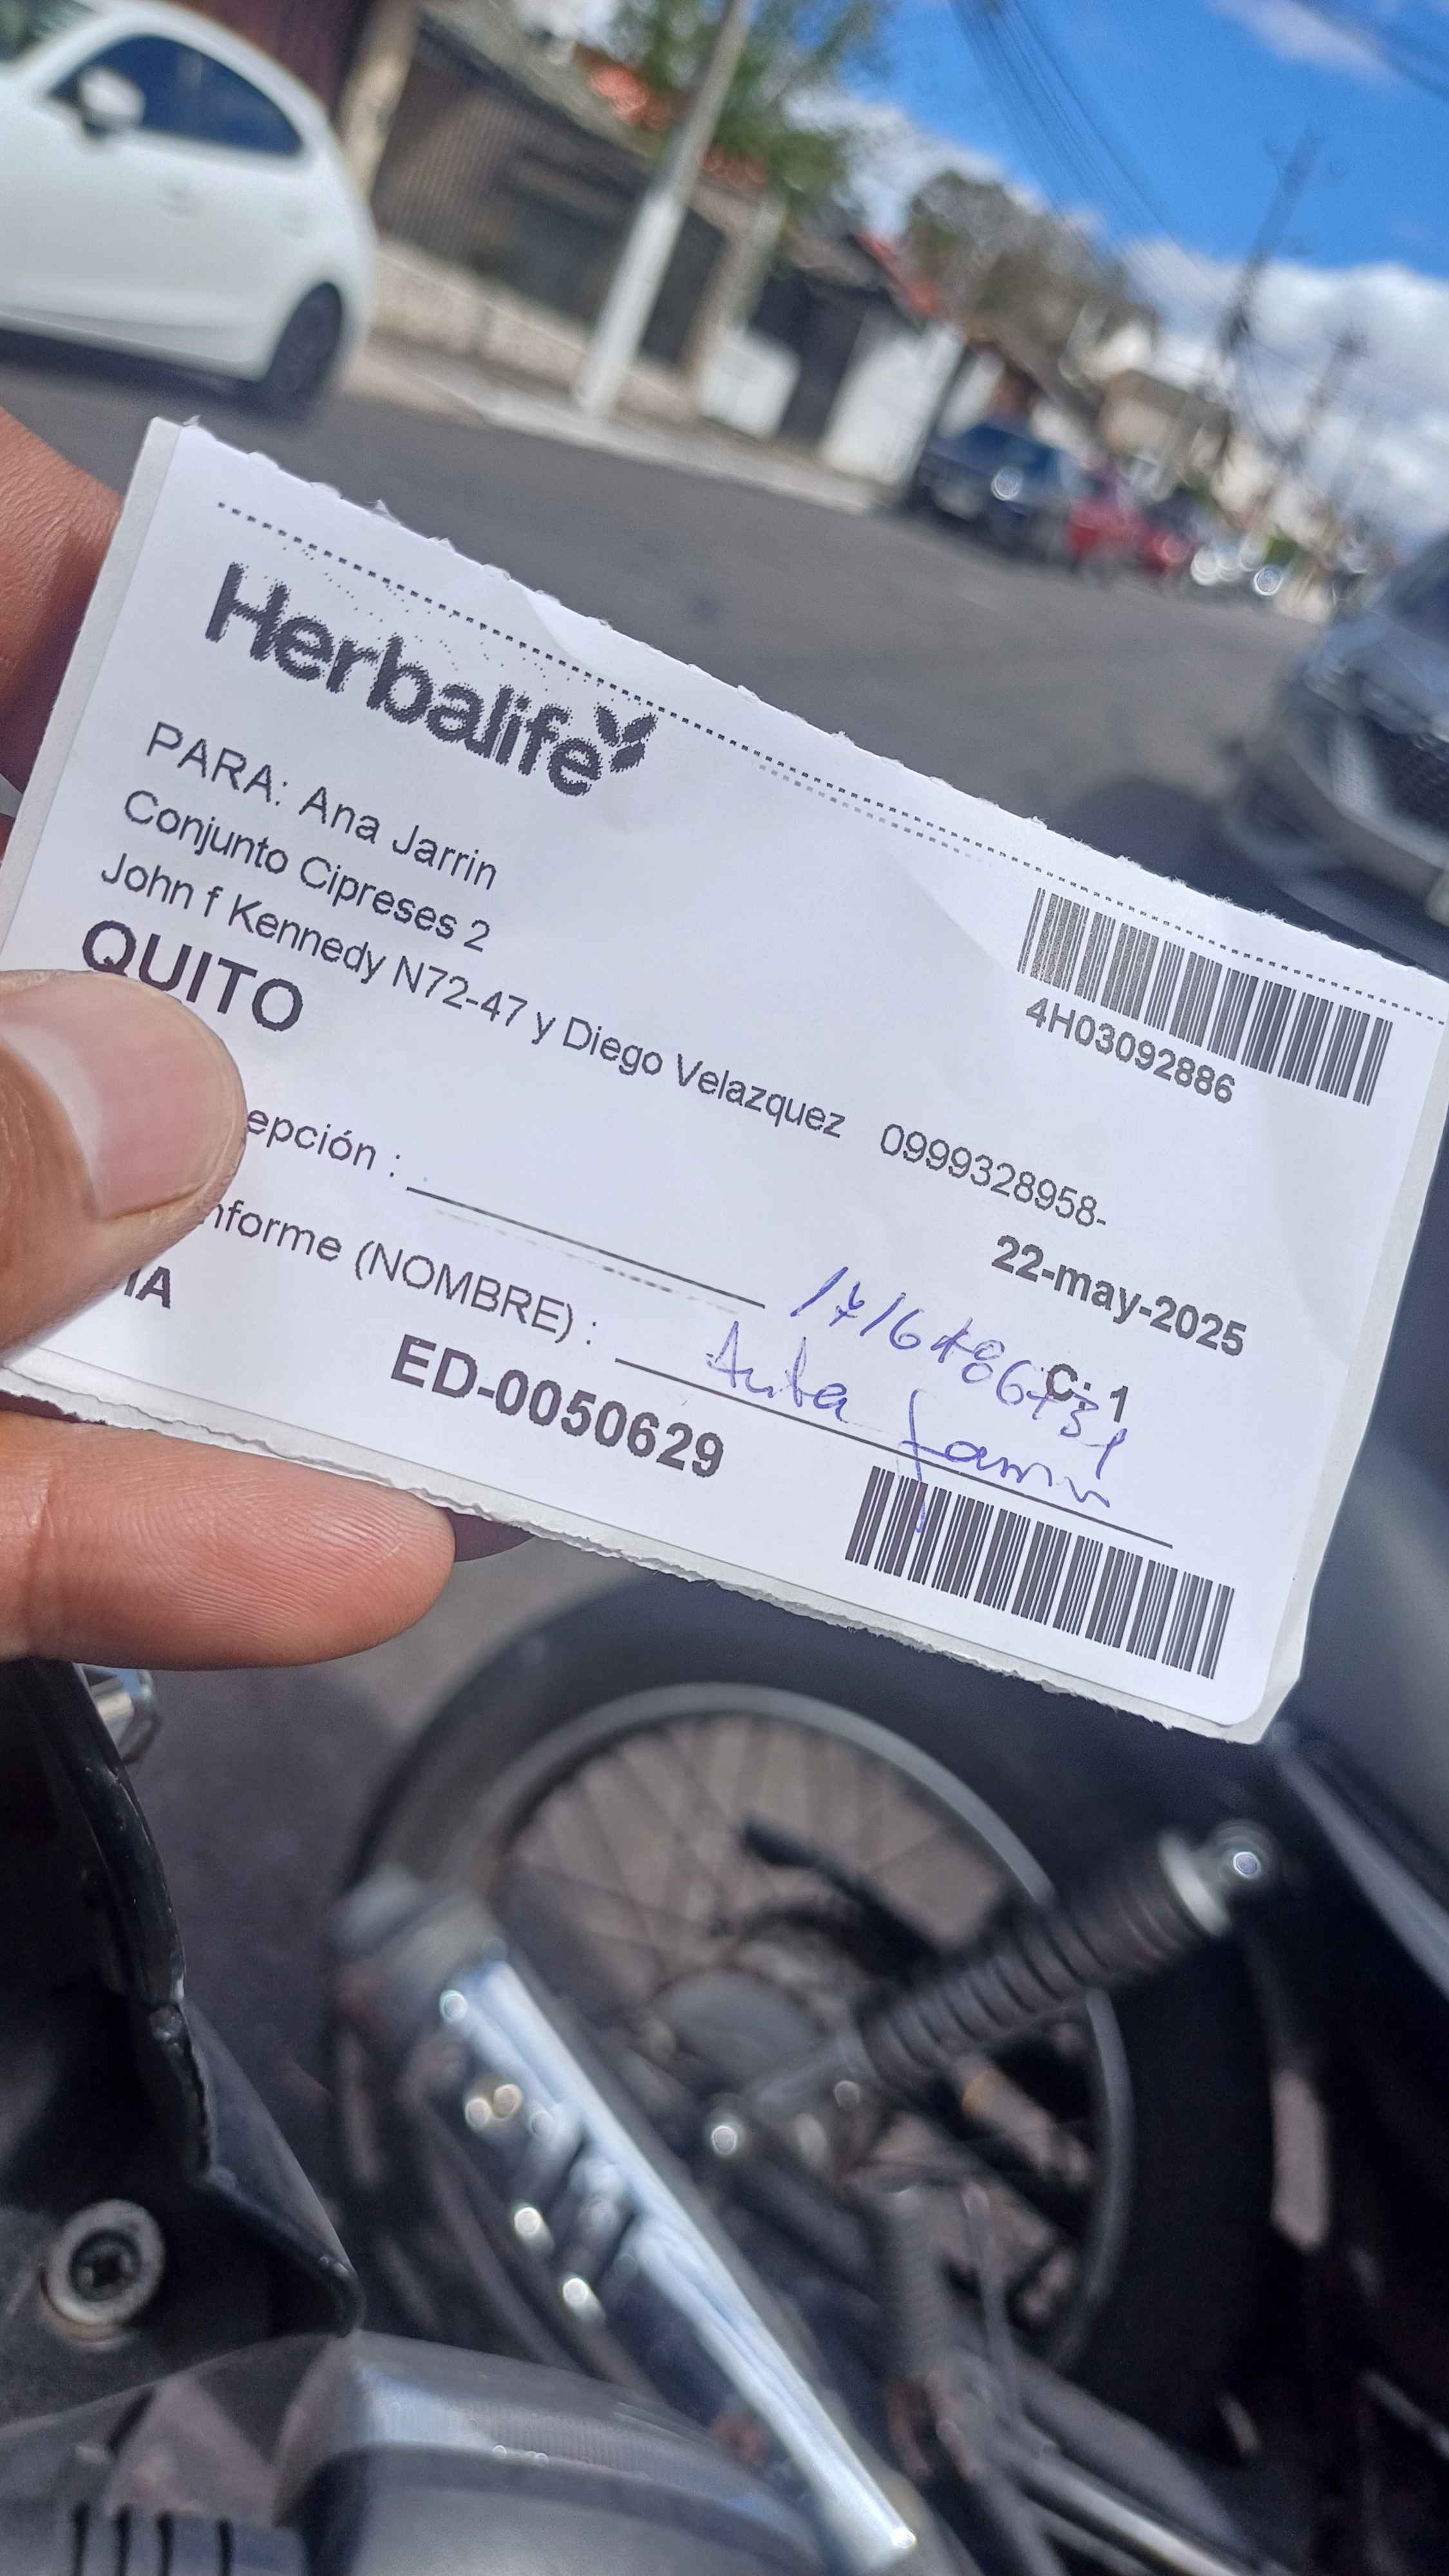 Herbalife
PARA: Ana Jarrin
Conjunto Cipreses 2
John f Kennedy N72-47 y Diego Velazquez 0999328958-
QUITO
4H03092886
22-may-2025
epción :
nforme (NOMBRE) :
C: 1
IA
ED-0050629